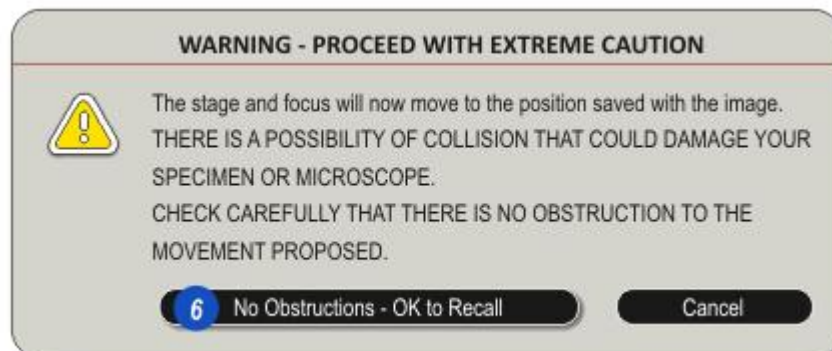 WARNING - PROCEED WITH EXTREME CAUTION
The stage and focus will now move to the position saved with the image.
THERE IS A POSSIBILITY OF COLLISION THAT COULD DAMAGE YOUR
SPECIMEN OR MICROSCOPE.
CHECK CAREFULLY THAT THERE IS NO OBSTRUCTION TO THE
MOVEMENT PROPOSED.
6 No Obstructions - OK to Recall Cancel